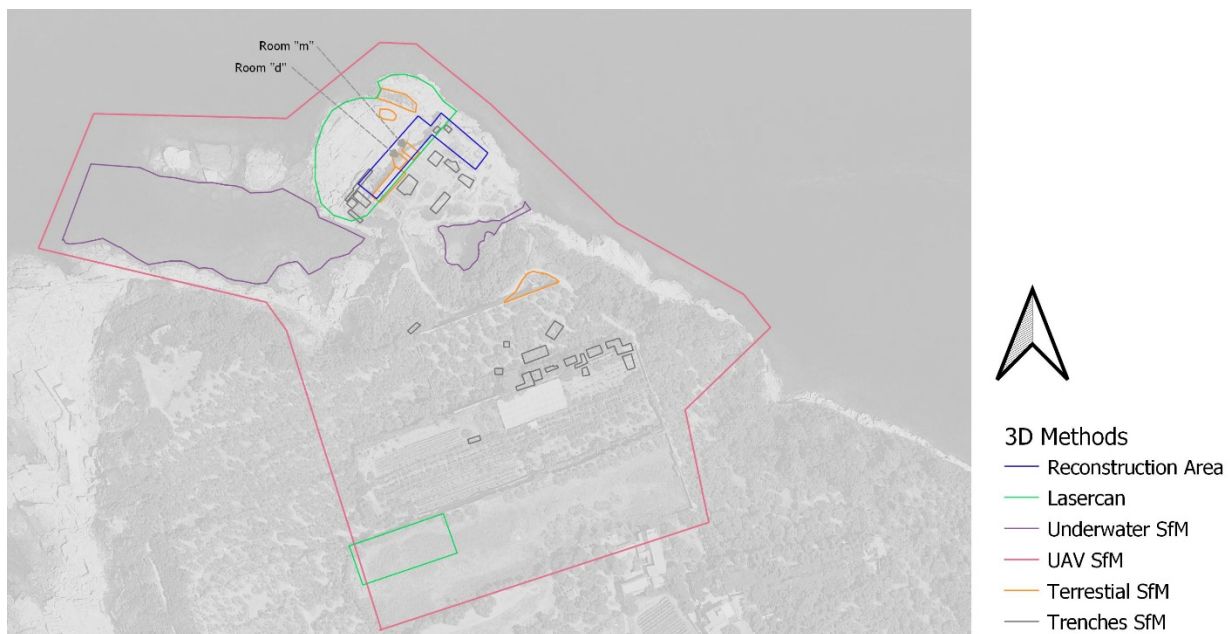 Room "m"
Room "d"
3D Methods
Reconstruction Area
Lasercan
Underwater SfM
UAV SfM
Terrestial SfM
Trenches SfM